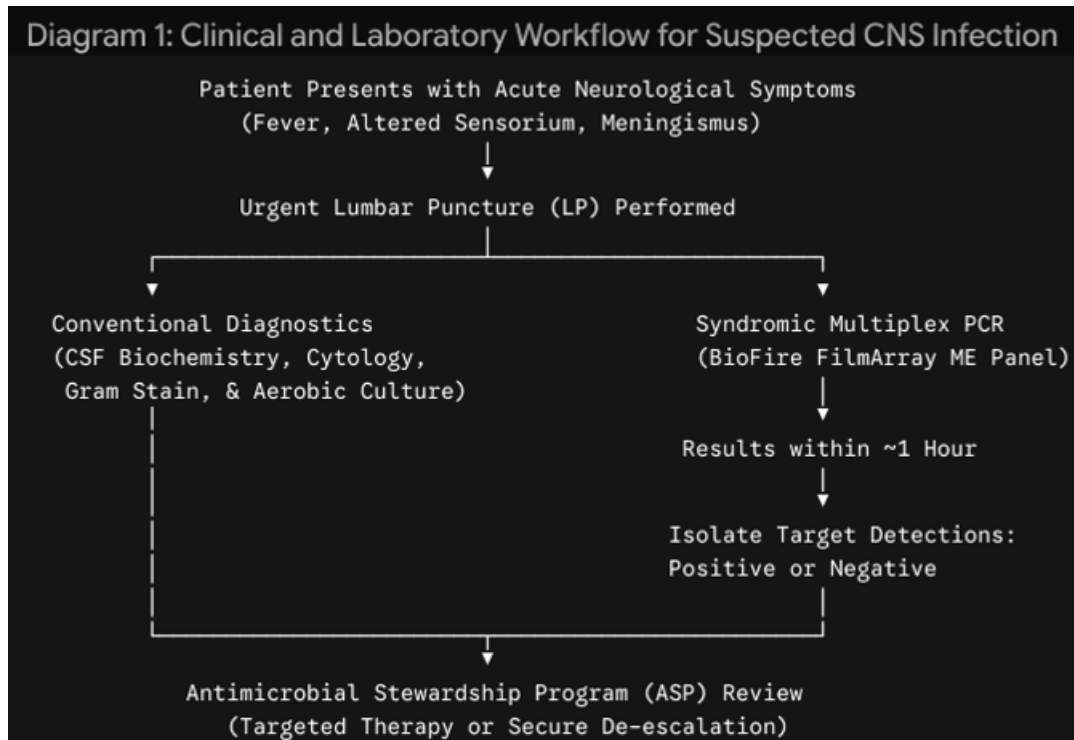 Diagram 1: Clinical and Laboratory Workflow for Suspected CNS Infection
Patient Presents with Acute Neurological Symptoms
(Fever, Altered Sensorium, Meningismus)
Urgent Lumbar Puncture (LP) Performed
Conventional Diagnostics
(CSF Biochemistry, Cytology,
Gram Stain, & Aerobic Culture)
Syndromic Multiplex PCR
(BioFire FilmArray ME Panel)
Results within ~1 Hour
Isolate Target Detections:
Positive or Negative
Antimicrobial Stewardship Program (ASP) Review
(Targeted Therapy or Secure De-escalation)